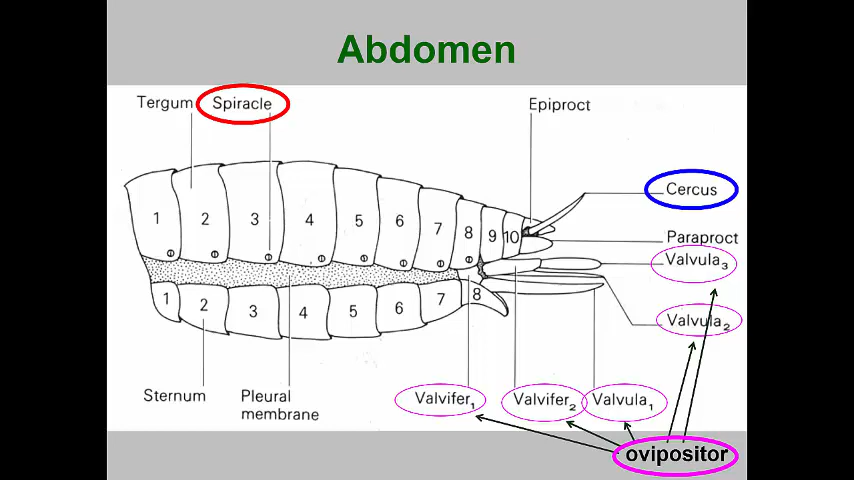 Abdomen
Tergum
Spiracle
Epiproct
Cercus
Paraproct
Valvula3
Valvula2
1 2 3 4 5 6 7 8 9 10
1 2 3 4 5 6 7 8
Sternum
Pleural
membrane
Valvifer1
Valvifer2
Valvula1
ovipositor